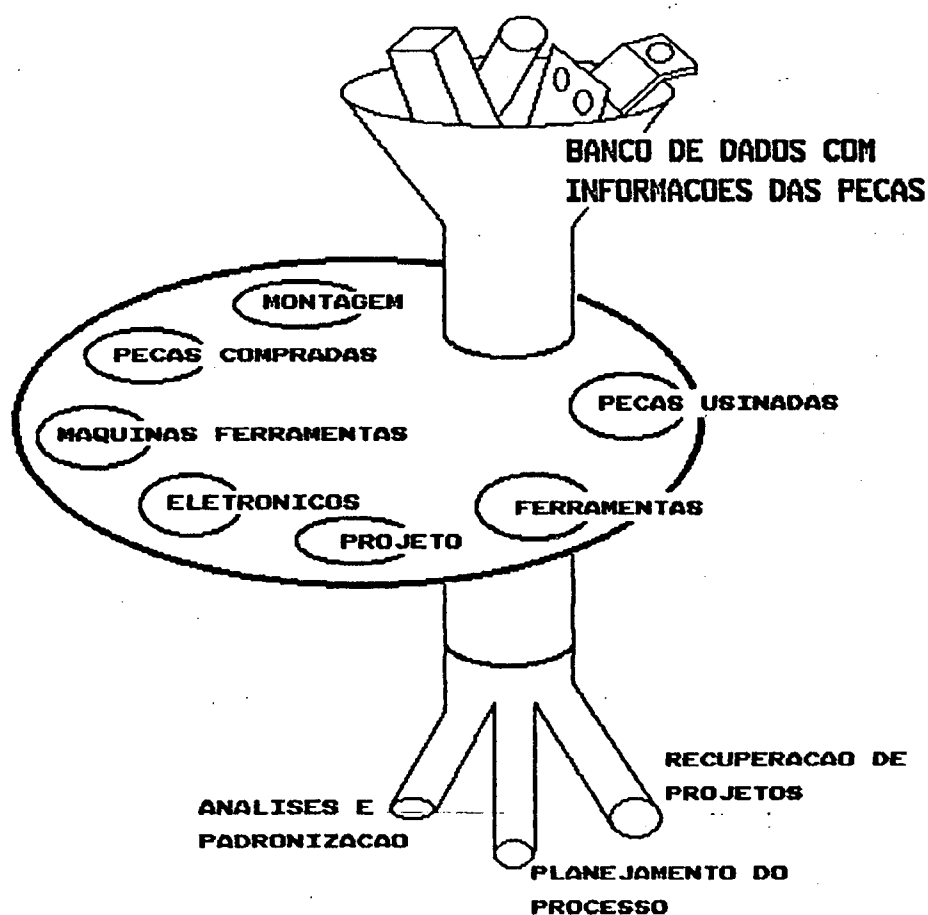 BANCO DE DADOS COM
INFORMACOES DAS PECAS
MONTAGEM
PECAS COMPRADAS
PECAS USINADAS
MAQUINAS FERRAMENTAS
ELETRONICOS
FERRAMENTAS
PROJETO
RECUPERACAO DE
PROJETOS
ANALISES E
PADRONIZACAO
PLANEJAMENTO DO
PROCESSO